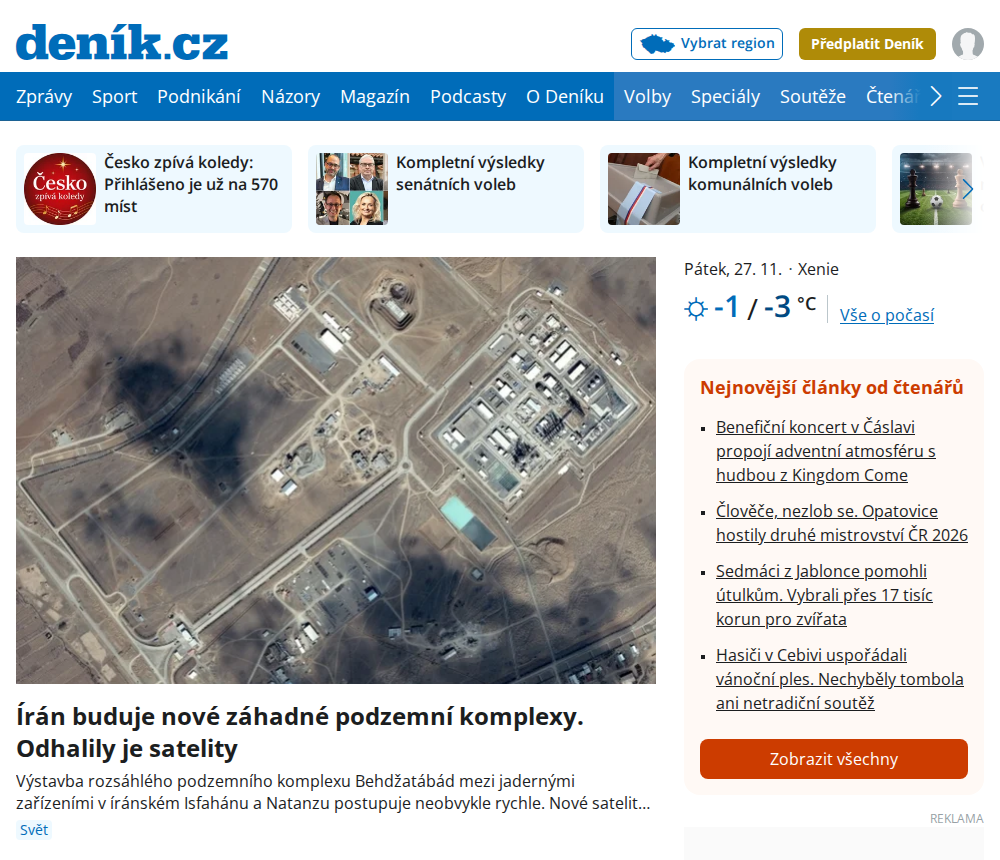 deník.cz
Vybrat region
Předplatit Deník
Zprávy Sport Podnikání Názory Magazín Podcasty O Deníku Volby Speciály Soutěže Čtenář
Česko zpívá koledy:
Přihlášeno je už na 570
míst
Česko
zpívá koledy
Kompletní výsledky
senátních voleb
Kompletní výsledky
komunálních voleb
Pátek, 27. 11. · Xenie
-1 / -3 °C
Vše o počasí
Nejnovější články od čtenářů
Benefiční koncert v Čáslavi
propojí adventní atmosféru s
hudbou z Kingdom Come
Člověče, nezlob se. Opatovice
hostily druhé mistrovství ČR 2026
Sedmáci z Jablonce pomohli
útulkům. Vybrali přes 17 tisíc
korun pro zvířata
Hasiči v Cebivi uspořádali
vánoční ples. Nechyběly tombola
ani netradiční soutěž
Zobrazit všechny
REKLAMA
Írán buduje nové záhadné podzemní komplexy.
Odhalily je satelity
Výstavba rozsáhlého podzemního komplexu Behdžatábád mezi jadernými
zařízeními v íránském Isfahánu a Natanzu postupuje neobvykle rychle. Nové satelit...
Svět